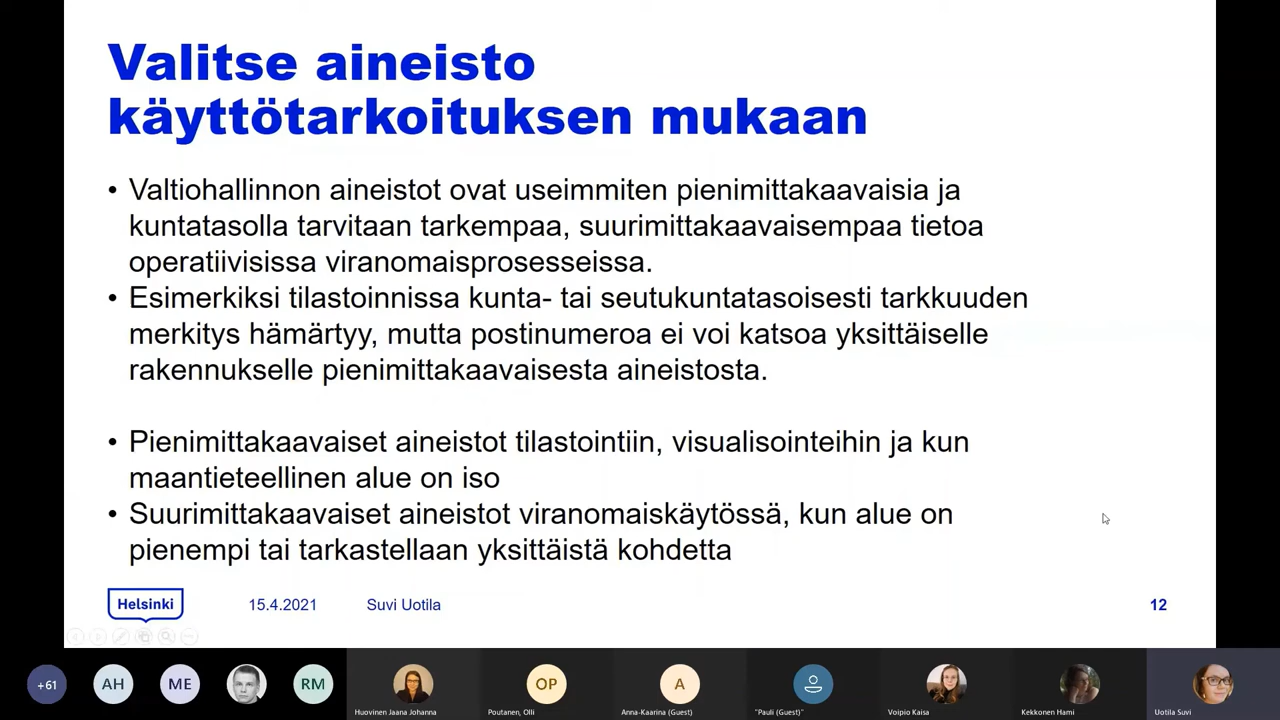 Valitse aineisto
käyttötarkoituksen mukaan
• Valtiohallinnon aineistot ovat useimmiten pienimittakaavaisia ja
kuntatasolla tarvitaan tarkempaa, suurimittakaavaisempaa tietoa
operatiivisissa viranomaisprosesseissa.
• Esimerkiksi tilastoinnissa kunta- tai seutukuntatasoisesti tarkkuuden
merkitys hämärtyy, mutta postinumeroa ei voi katsoa yksittäiselle
rakennukselle pienimittakaavaisesta aineistosta.
• Pienimittakaavaiset aineistot tilastointiin, visualisointeihin ja kun
maantieteellinen alue on iso
• Suurimittakaavaiset aineistot viranomaiskäytössä, kun alue on
pienempi tai tarkastellaan yksittäistä kohdetta
Helsinki 15.4.2021 Suvi Uotila 12
+61 AH ME RM OP A
Huovinen Jaana Johanna Poutanen, Olli Anna-Kaarina (Guest) "Pauli (Guest)" Voipio Kaisa Kekkonen Hami Uotila Suvi